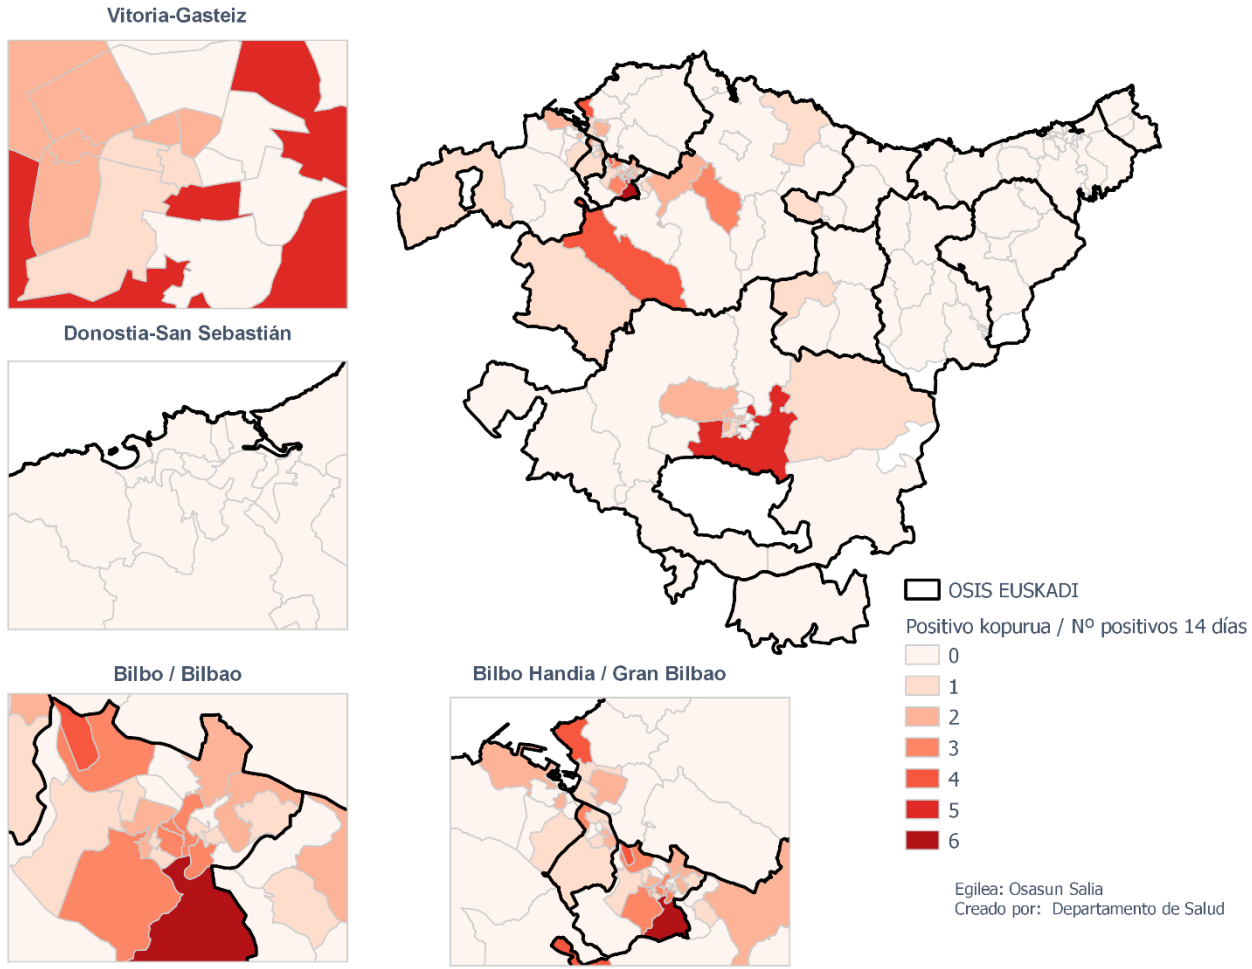 Vitoria-Gasteiz
Donostia-San Sebastián
Bilbo / Bilbao
Bilbo Handia / Gran Bilbao
OSIS EUSKADI
Positivo kopurua / Nº positivos 14 días
0
1
2
3
4
5
6
Egilea: Osasun Salia
Creado por: Departamento de Salud